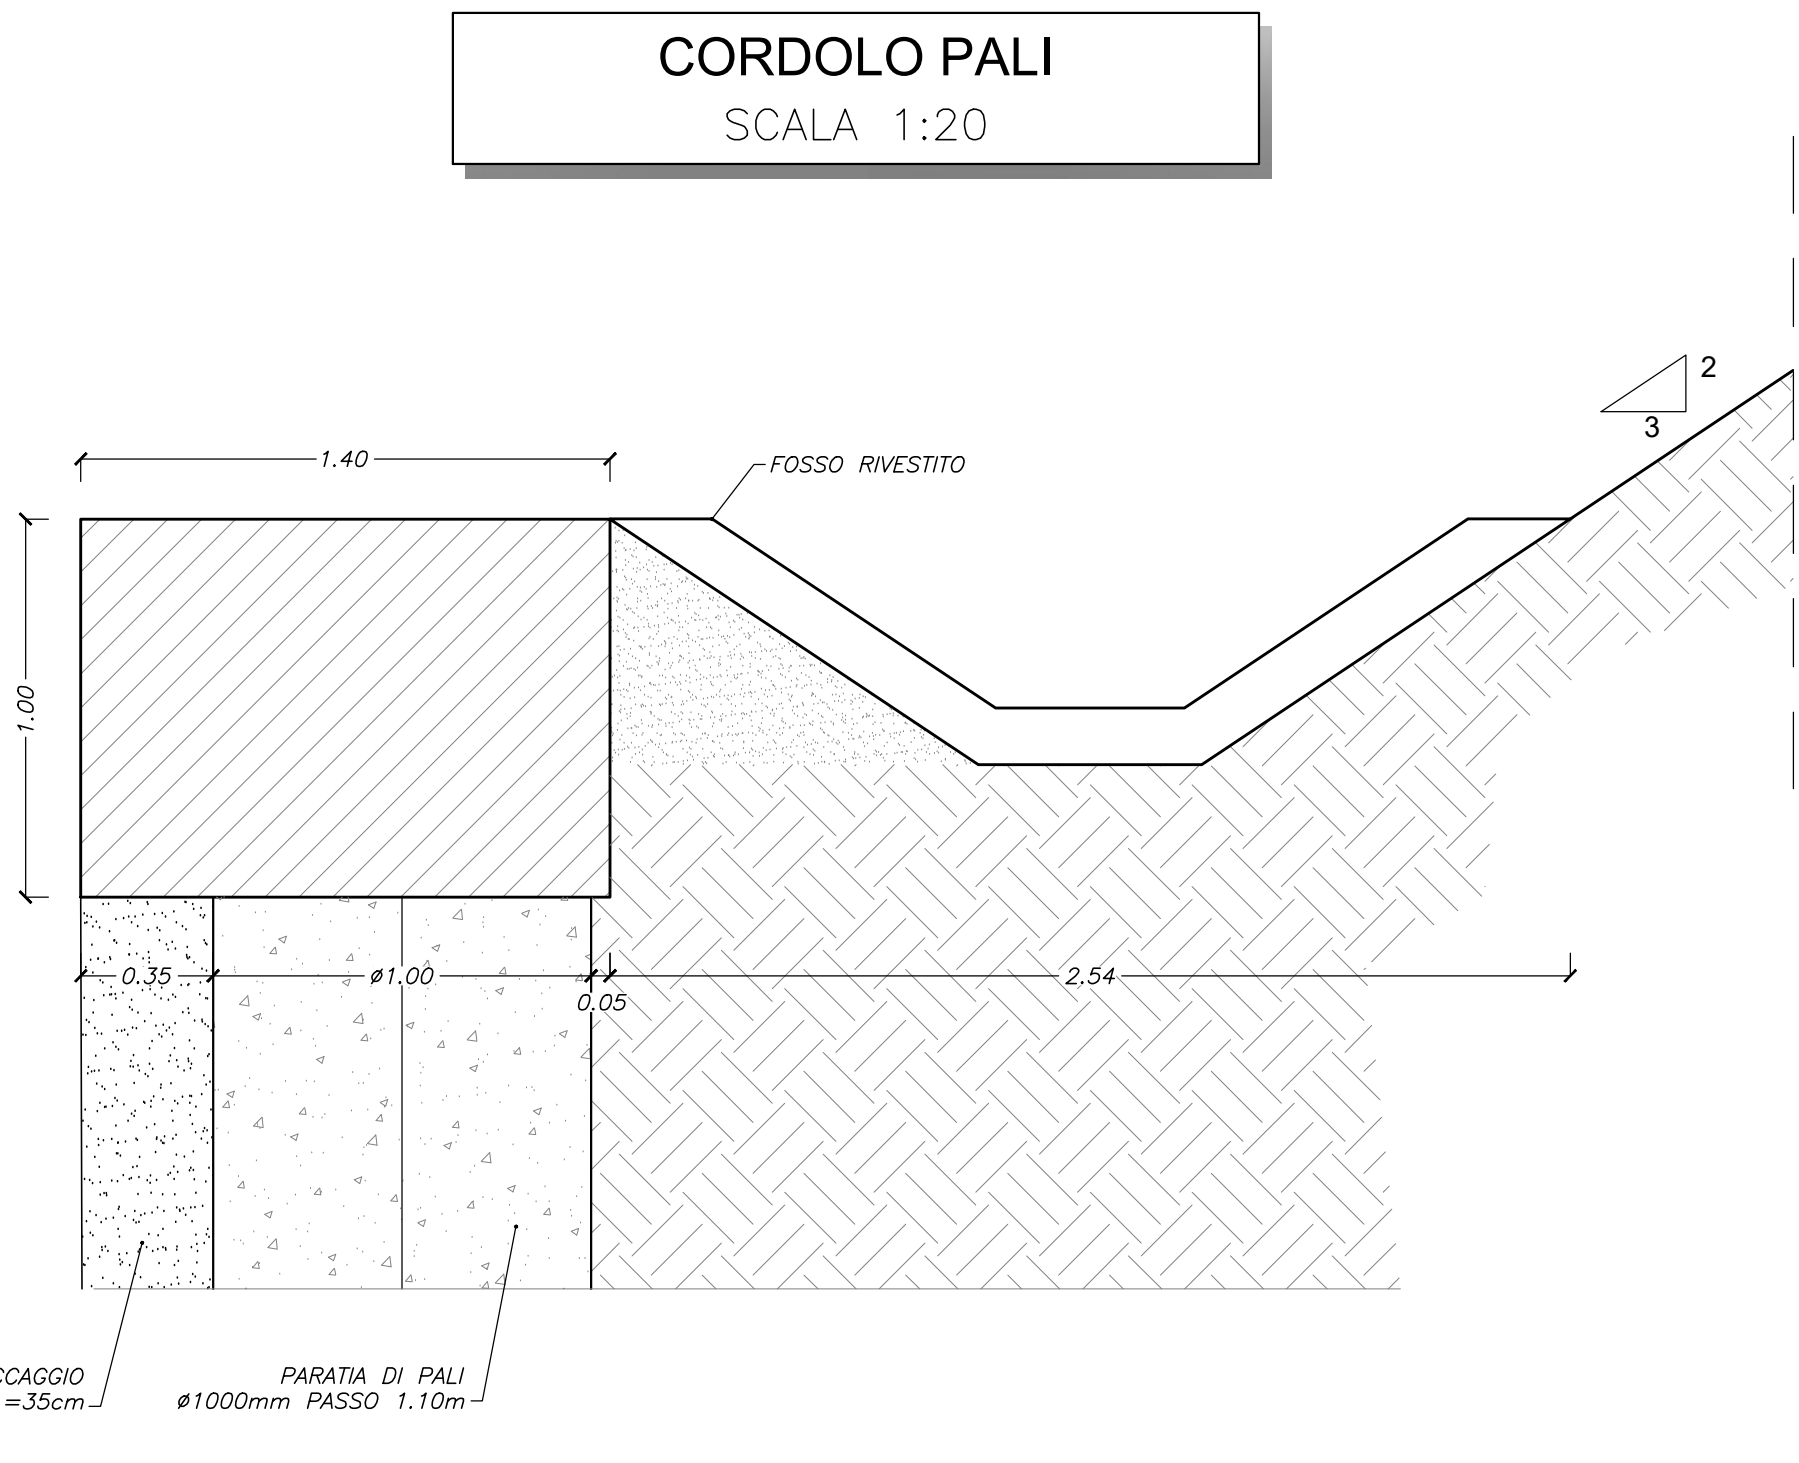 CORDOLO PALI
SCALA 1:20
2
3
1.40
FOSSO RIVESTITO
1.00
0.35
ø1.00
0.05
2.54
=35cm
PARATIA DI PALI
ø1000mm PASSO 1.10m